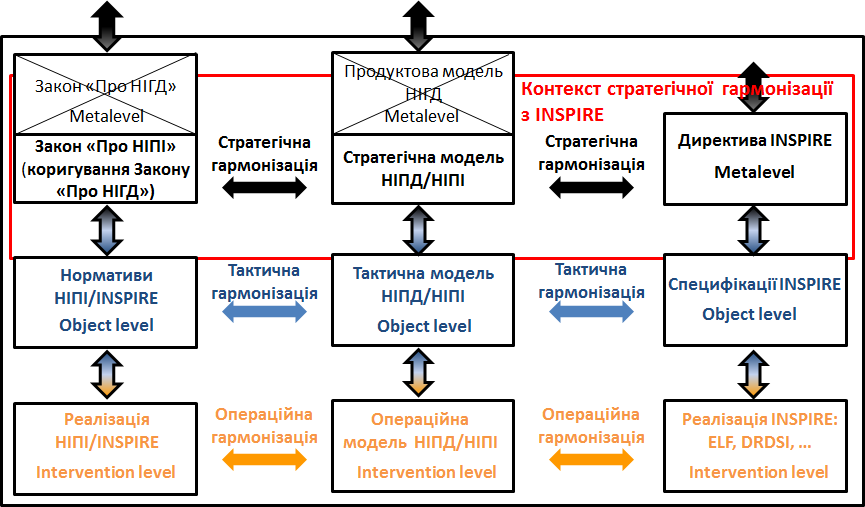 Закон «Про НІГД»
Metalevel
Закон «Про НІПІ»
(коригування Закону
«Про НІГД»)
Стратегічна
гармонізація
Продуктова модель
НІГД
Metalevel
Стратегічна модель
НІПД/НІПІ
Стратегічна
гармонізація
Контекст стратегічної гармонізації
з INSPIRE
Директива INSPIRE
Metalevel
Нормативи
НІПІ/INSPIRE
Object level
Тактична
гармонізація
Тактична модель
НІПД/НІПІ
Object level
Тактична
гармонізація
Специфікації INSPIRE
Object level
Реалізація
НІПІ/INSPIRE
Intervention level
Операційна
гармонізація
Операційна
модель НІПД/НІПІ
Intervention level
Операційна
гармонізація
Реалізація INSPIRE:
ELF, DRDSI, ...
Intervention level